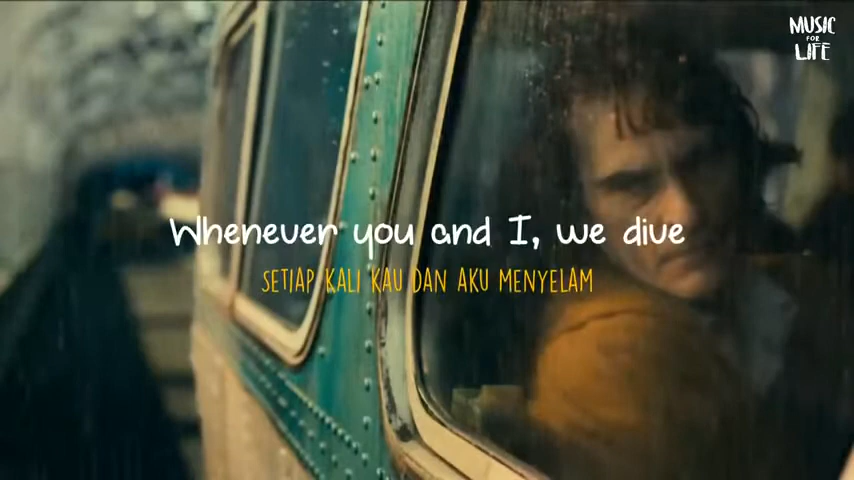 MUSIC
FOR
LIFE
Whenever you and I, we dive
SETIAP KALI KAU DAN AKU MENYELAM